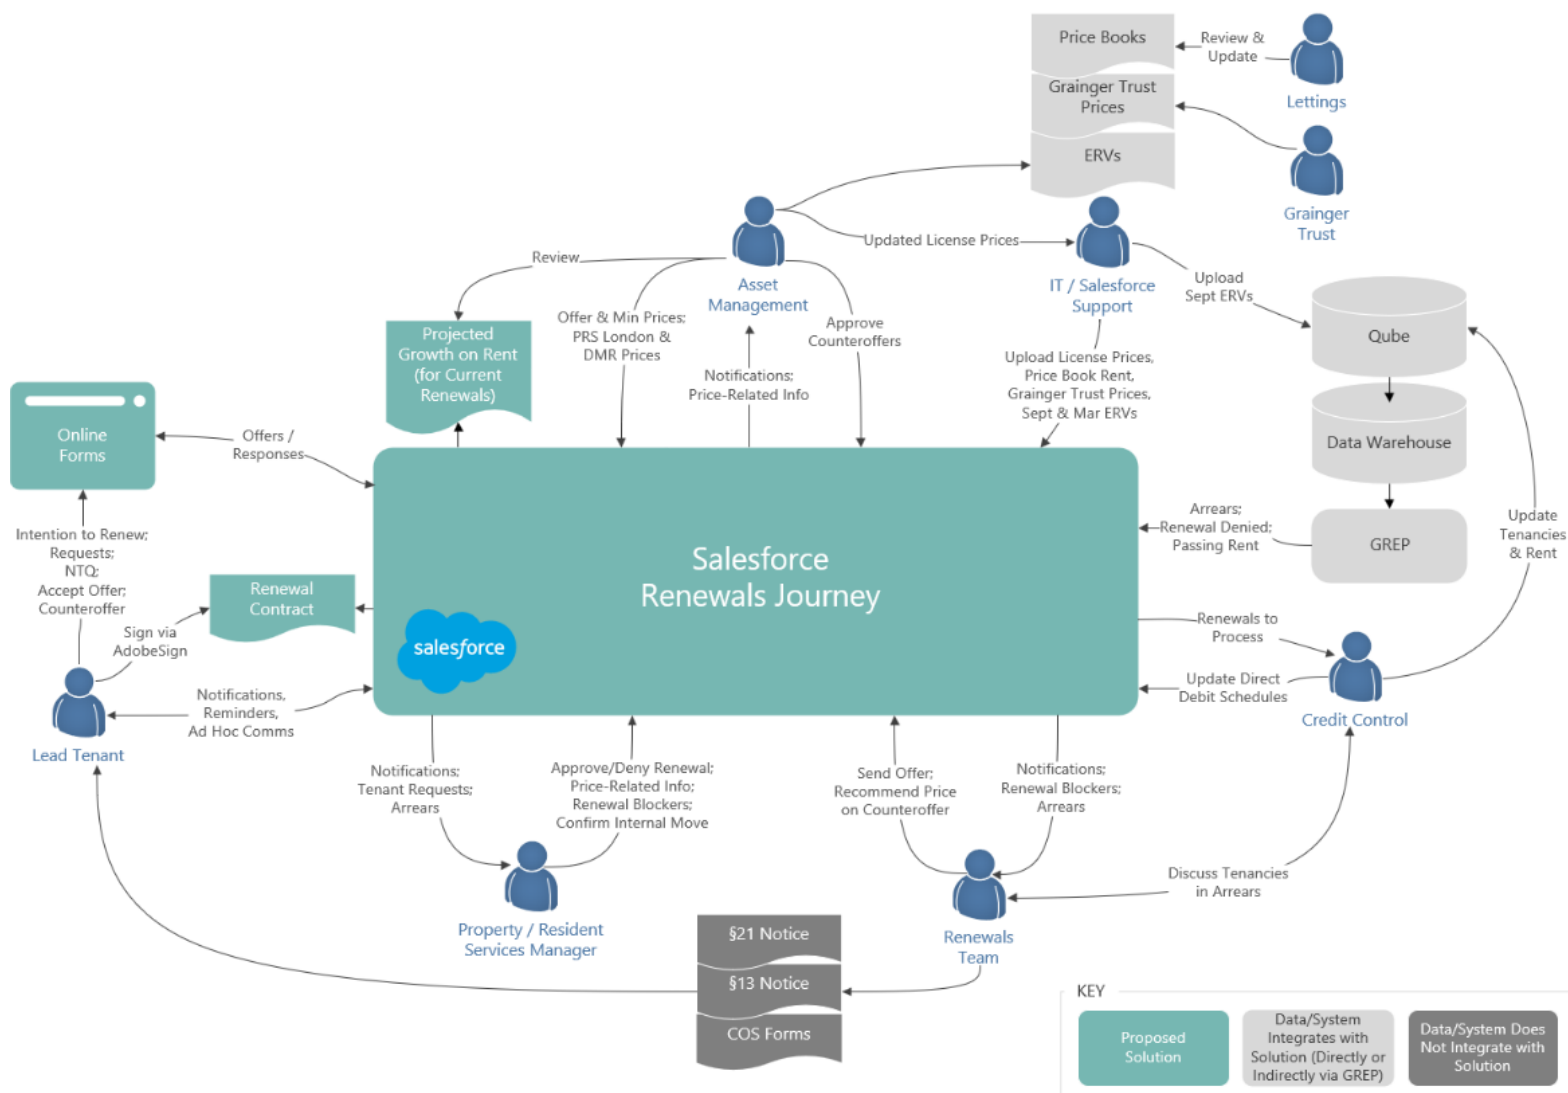 Price Books
Review &
Update
Lettings
Grainger Trust
Prices
ERVs
Grainger
Trust
Updated License Prices
Review
Asset
Management
IT / Salesforce
Support
Upload
Sept ERVs
Qube
Projected
Growth on Rent
(for Current
Renewals)
Offer & Min Prices;
PRS London &
DMR Prices
Approve
Counteroffers
Notifications;
Price-Related Info
Upload License Prices,
Price Book Rent,
Grainger Trust Prices,
Sept & Mar ERVs
Data Warehouse
Online
Forms
Offers /
Responses
Intention to Renew;
Requests;
NTQ;
Accept Offer;
Counteroffer
Arrears;
Renewal Denied;
Passing Rent
GREP
Update
Tenancies
& Rent
Salesforce
Renewals Journey
salesforce
Renewal
Contract
Sign via
AdobeSign
Renewals to
Process
Update Direct
Debit Schedules
Credit Control
Notifications,
Reminders,
Ad Hoc Comms
Lead Tenant
Notifications;
Tenant Requests;
Arrears
Approve/Deny Renewal;
Price-Related Info;
Renewal Blockers;
Confirm Internal Move
Send Offer;
Recommend Price
on Counteroffer
Notifications;
Renewal Blockers;
Arrears
Discuss Tenancies
in Arrears
Property / Resident
Services Manager
Renewals
Team
§21 Notice
§13 Notice
COS Forms
KEY
Proposed
Solution
Data/System
Integrates with
Solution (Directly or
Indirectly via GREP)
Data/System Does
Not Integrate with
Solution